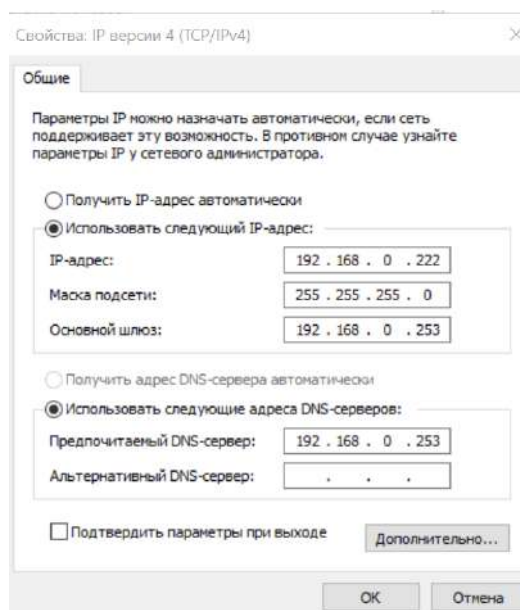 Свойства: IP версии 4 (TCP/IPv4)
Общие
Параметры IP можно назначать автоматически, если сеть
поддерживает эту возможность. В противном случае узнайте
параметры IP у сетевого администратора.
Получить IP-адрес автоматически
Использовать следующий IP-адрес:
IP-адрес: 192 . 168 . 0 . 222
Маска подсети: 255 . 255 . 255 . 0
Основной шлюз: 192 . 168 . 0 . 253
Получить адрес DNS-сервера автоматически
Использовать следующие адреса DNS-серверов:
Предпочитаемый DNS-сервер: 192 . 168 . 0 . 253
Альтернативный DNS-сервер: . . .
Подтвердить параметры при выходе
Дополнительно...
ОК Отмена